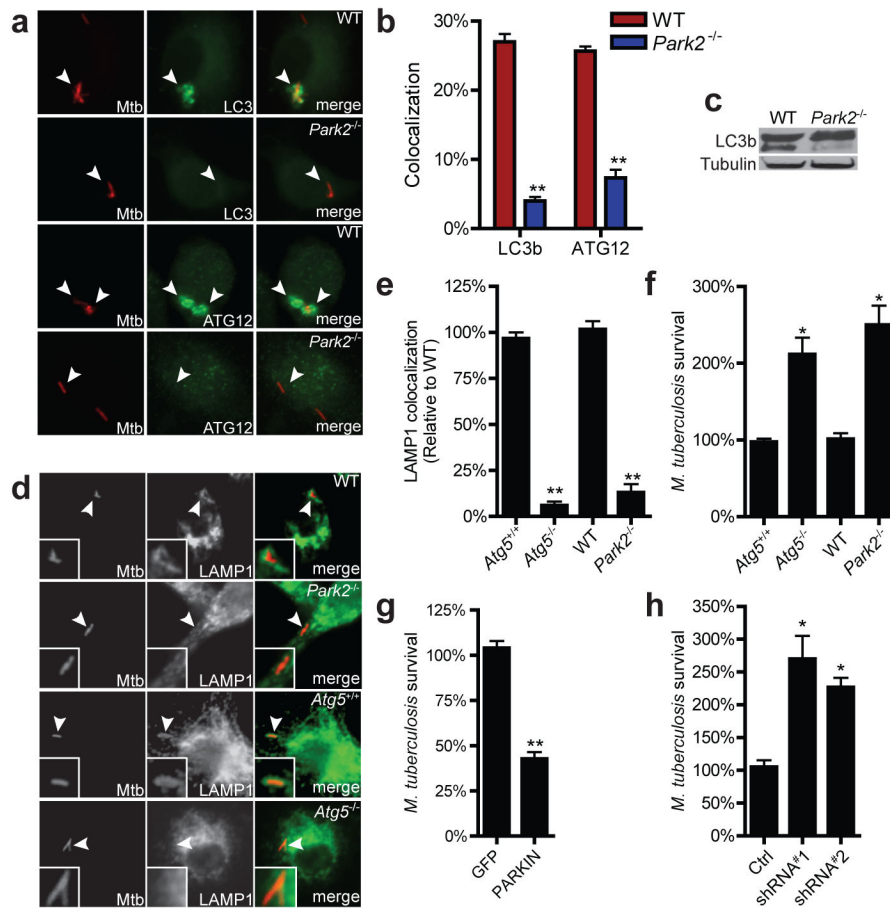 a
WT
Mtb
LC3
merge
Park2-/-
Mtb
LC3
merge
WT
Mtb
ATG12
merge
Park2-/-
Mtb
ATG12
merge
b
WT
Park2-/-
Colocalization
30%
20%
10%
0%
LC3b
ATG12
c
WT Park2-/-
LC3b
Tubulin
d
WT
Mtb
LAMP1
merge
Park2-/-
Mtb
LAMP1
merge
Atg5+/+
Mtb
LAMP1
merge
Atg5-/-
Mtb
LAMP1
merge
e
LAMP1 colocalization
(Relative to WT)
125%
100%
75%
50%
25%
0%
**
**
Atg5+/+
Atg5-/-
WT
Park2-/-
f
M. tuberculosis survival
300%
200%
100%
0%
*
*
Atg5+/+
Atg5-/-
WT
Park2-/-
g
M. tuberculosis survival
125%
100%
75%
50%
25%
0%
**
GFP
PARKIN
h
M. tuberculosis survival
350%
300%
250%
200%
150%
100%
50%
0%
*
*
Ctrl
shRNA#1
shRNA#2